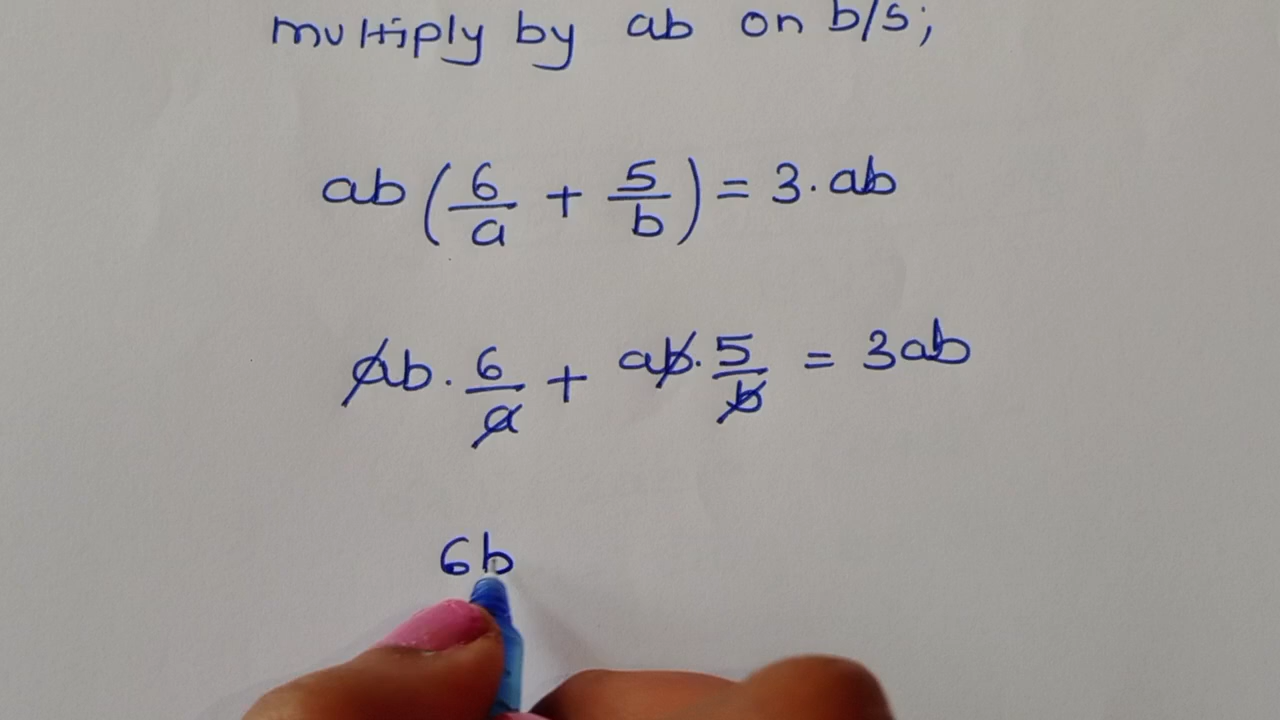 multiply by ab on b/s;
ab(6/a + 5/b) = 3.ab
ab. 6/a + ab. 5/b = 3ab
6b